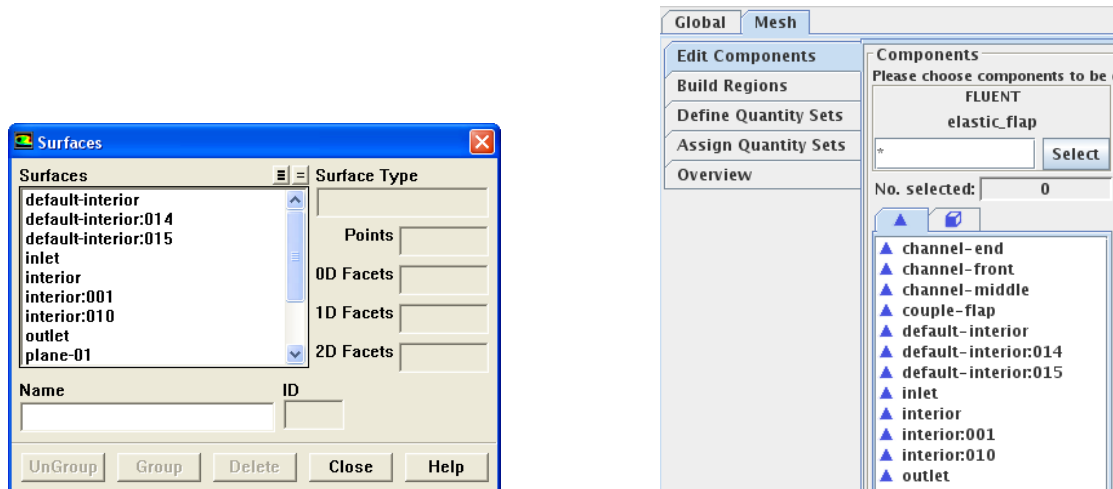 Surfaces
Surfaces
default-interior
default-interior:014
default-interior:015
inlet
interior
interior:001
interior:010
outlet
plane-01
Surface Type
Points
0D Facets
1D Facets
2D Facets
Name
ID
UnGroup Group Delete Close Help
Global Mesh
Edit Components
Build Regions
Define Quantity Sets
Assign Quantity Sets
Overview
Components
Please choose components to be
FLUENT
elastic_flap
* Select
No. selected: 0
channel-end
channel-front
channel-middle
couple-flap
default-interior
default-interior:014
default-interior:015
inlet
interior
interior:001
interior:010
outlet